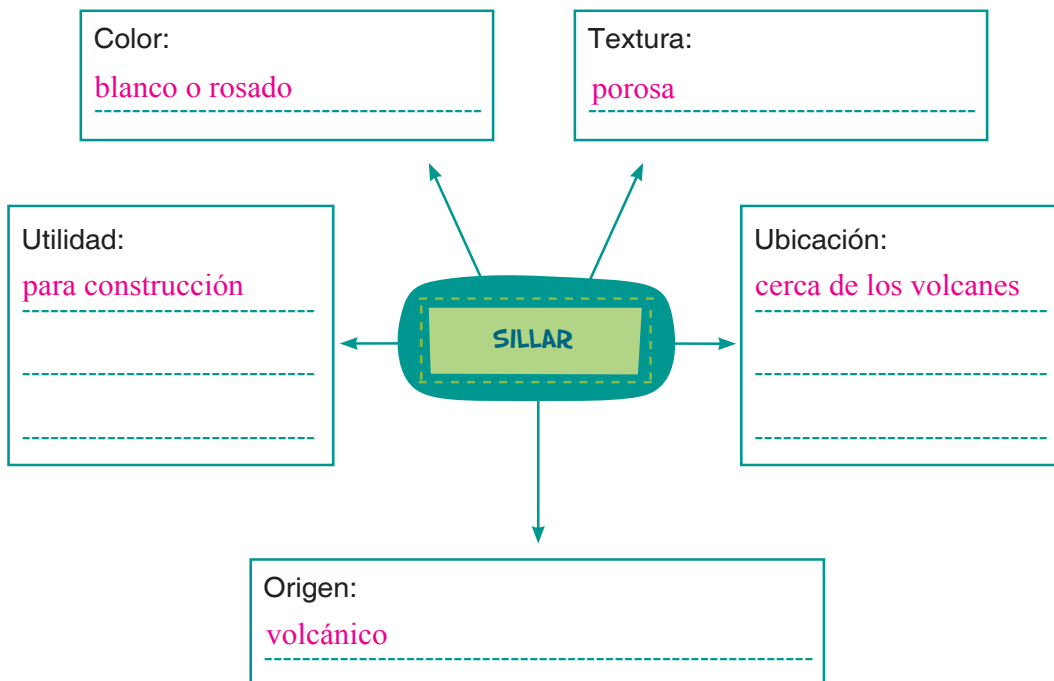 Color:
blanco o rosado
Textura:
porosa
Utilidad:
para construcción
SILLAR
Ubicación:
cerca de los volcanes
Origen:
volcánico